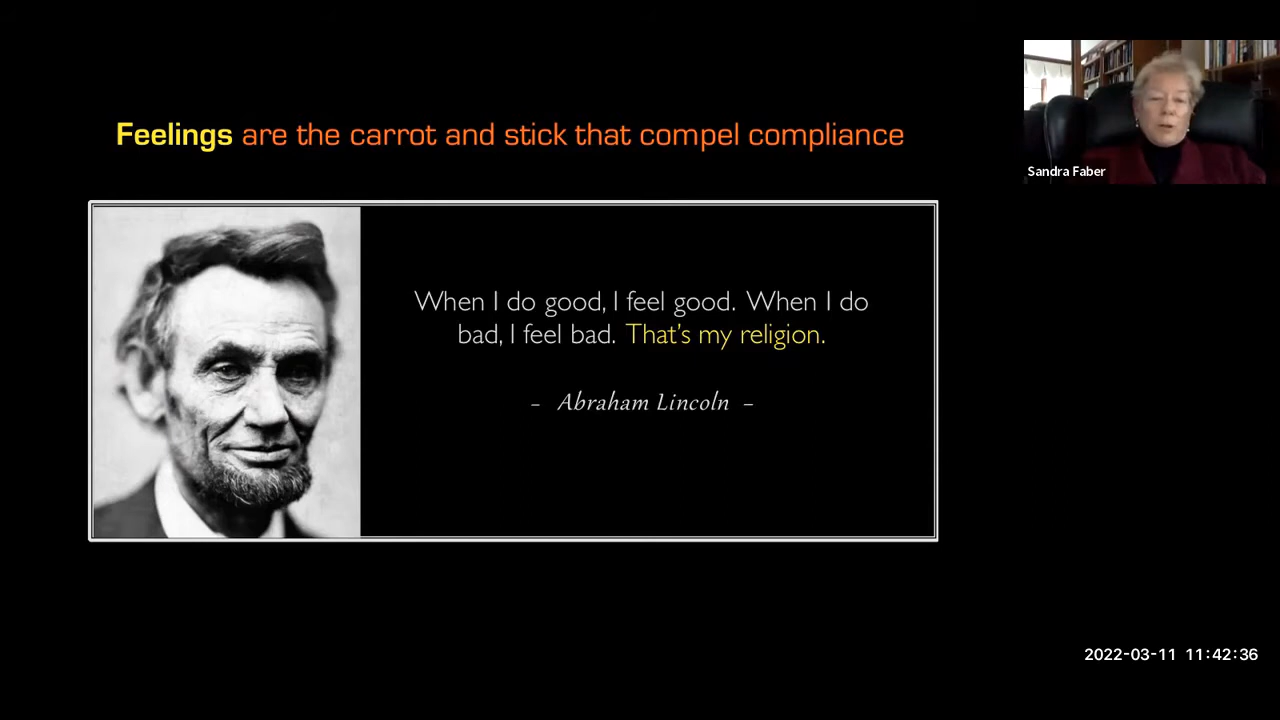 Feelings are the carrot and stick that compel compliance
Sandra Faber
When I do good, I feel good. When I do
bad, I feel bad. That's my religion.
– Abraham Lincoln –
2022-03-11 11:42:36